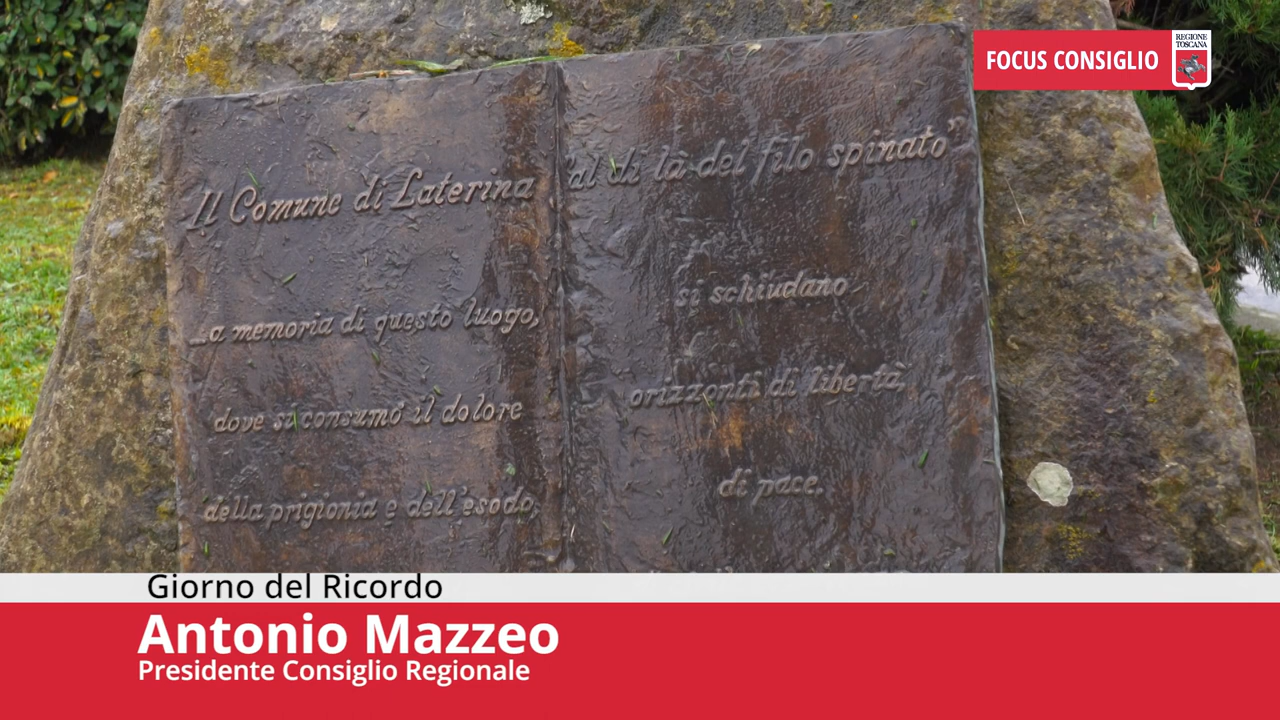 FOCUS CONSIGLIO
REGIONE
TOSCANA
Il Comune di Laterina
a memoria di questo luogo,
dove si consumò il dolore
della prigionia e dell'esodo,
"al di là del filo spinato"
si schiudano
orizzonti di libertà,
di pace.
Giorno del Ricordo
Antonio Mazzeo
Presidente Consiglio Regionale